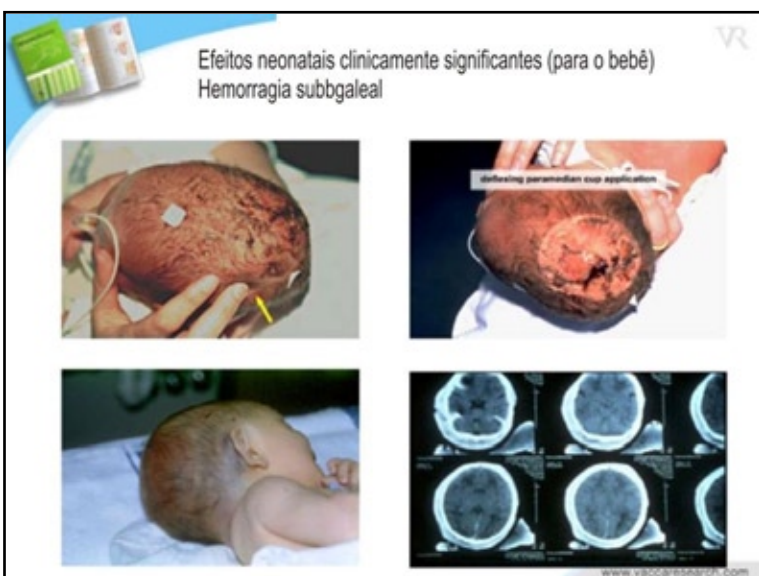 VR
Efeitos neonatais clinicamente significantes (para o bebê)
Hemorragia subbgaleal
deflexing paramedian cup application
www.vaccaresearch.com